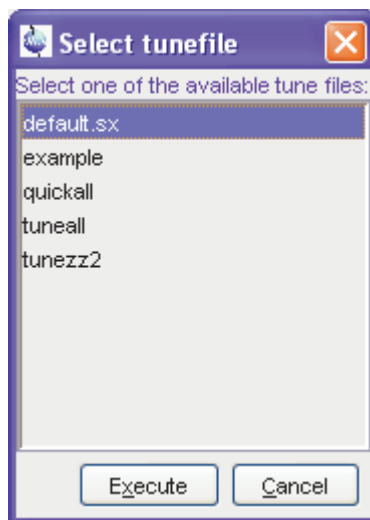 Select tunefile
Select one of the available tune files:
default.sx
example
quickall
tuneall
tunezz2
Execute Cancel